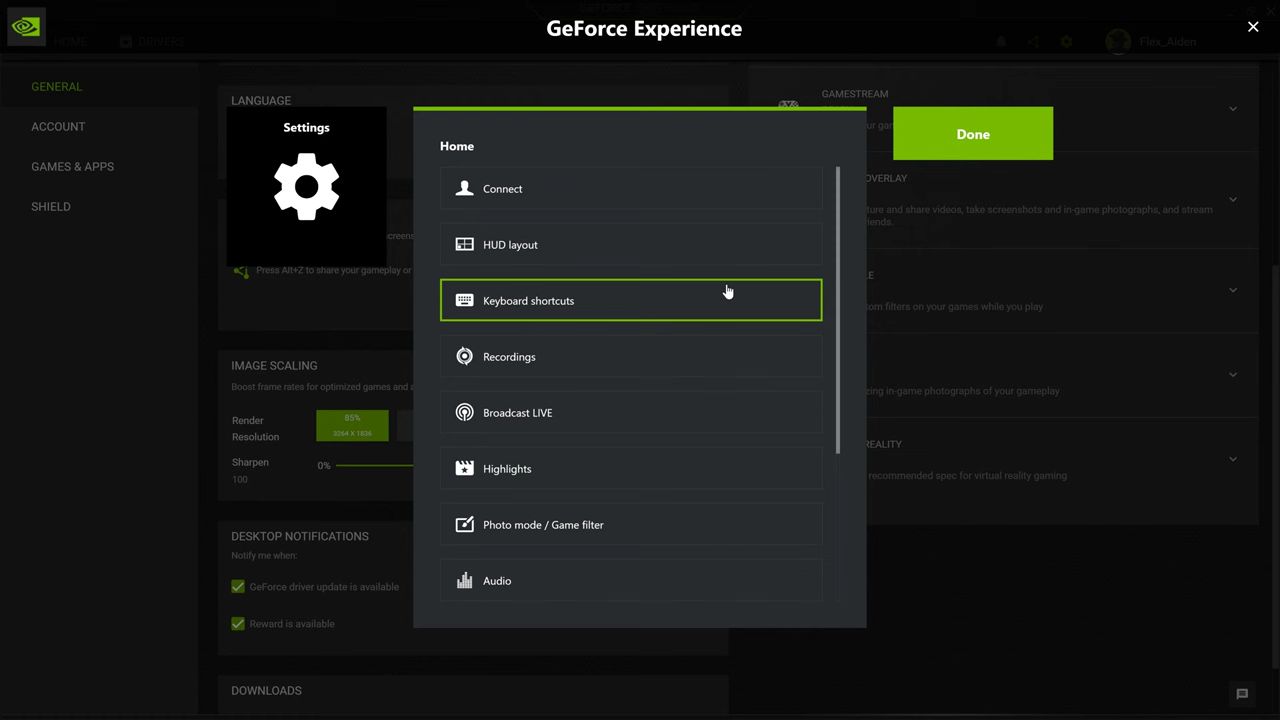 GeForce Experience
HOME
DRIVERS
Flex_Aiden
GENERAL
ACCOUNT
GAMES & APPS
SHIELD
LANGUAGE
Settings
Press Alt+Z to share your gameplay or
IMAGE SCALING
Boost frame rates for optimized games and
Render
Resolution
85%
3264 X 1836
Sharpen
0%
100
DESKTOP NOTIFICATIONS
Notify me when:
GeForce driver update is available
Reward is available
DOWNLOADS
Home
Connect
HUD layout
Keyboard shortcuts
Recordings
Broadcast LIVE
Highlights
Photo mode / Game filter
Audio
Done
GAMESTREAM
OVERLAY
ture and share videos, take screenshots and in-game photographs, and stream
riends.
tom filters on your games while you play
zing in-game photographs of your gameplay
REALITY
recommended spec for virtual reality gaming